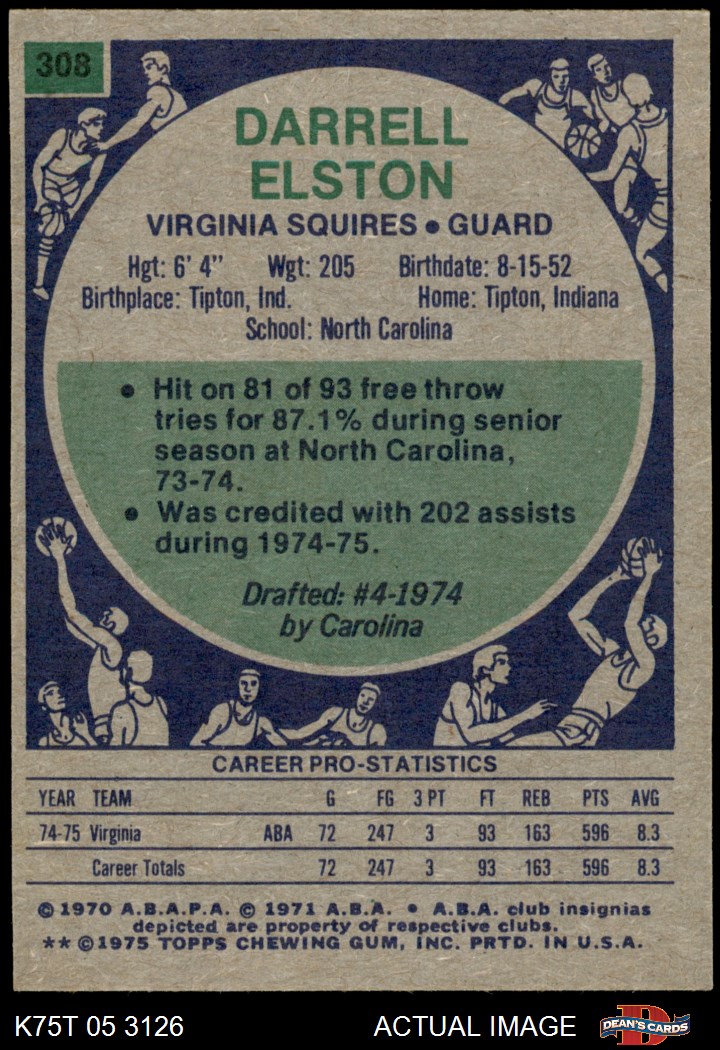 308
DARRELL
ELSTON
VIRGINIA SQUIRES • GUARD
Hgt: 6' 4" Wgt: 205 Birthdate: 8-15-52
Birthplace: Tipton, Ind. Home: Tipton, Indiana
School: North Carolina
• Hit on 81 of 93 free throw
tries for 87.1% during senior
season at North Carolina,
73-74.
• Was credited with 202 assists
during 1974-75.
Drafted: #4-1974
by Carolina
CAREER PRO-STATISTICS
YEAR TEAM G FG 3 PT FT REB PTS AVG
74-75 Virginia ABA 72 247 3 93 163 596 8.3
Career Totals 72 247 3 93 163 596 8.3
© 1970 A.B.A.P.A. © 1971 A.B.A. • A.B.A. club insignias
depicted are property of respective clubs.
** ©1975 TOPPS CHEWING GUM, INC. PRTD. IN U.S.A.
K75T 05 3126 ACTUAL IMAGE D DEAN'S CARDS